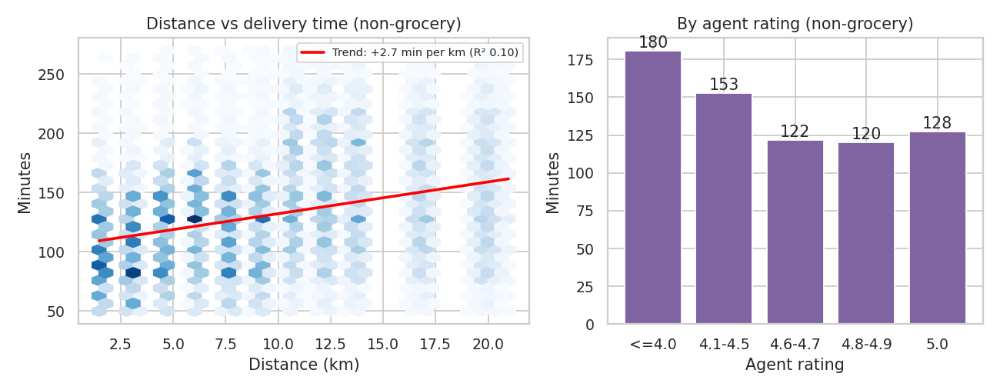 Distance vs delivery time (non-grocery)
Trend: +2.7 min per km (R² 0.10)
250
200
150
100
50
Minutes
2.5 5.0 7.5 10.0 12.5 15.0 17.5 20.0
Distance (km)
By agent rating (non-grocery)
180
153
122
120
128
175
150
125
100
75
50
25
0
Minutes
<=4.0 4.1-4.5 4.6-4.7 4.8-4.9 5.0
Agent rating